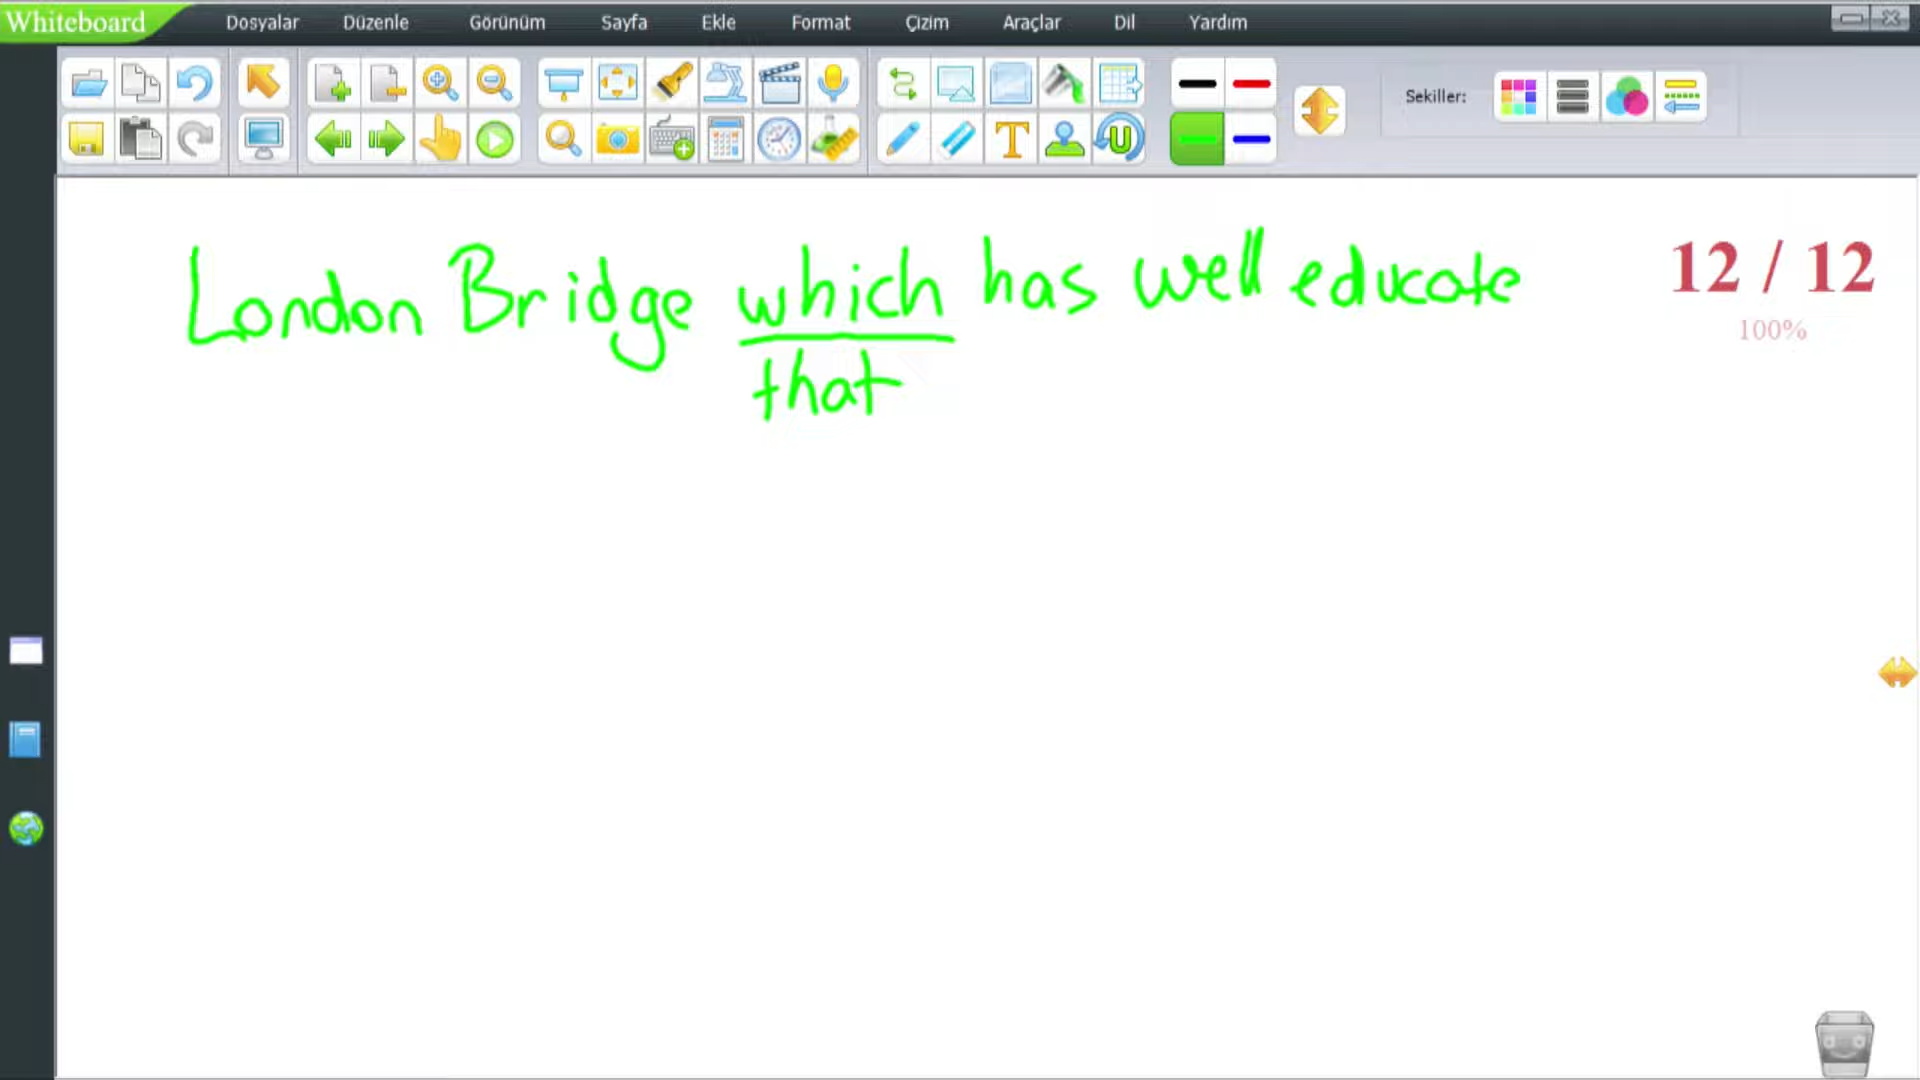 Whiteboard Dosyalar Düzenle Görünüm Sayfa Ekle Format Çizim Araçlar Dil Yardım
Sekiller:
London Bridge which has well educate
that
12 / 12
100%